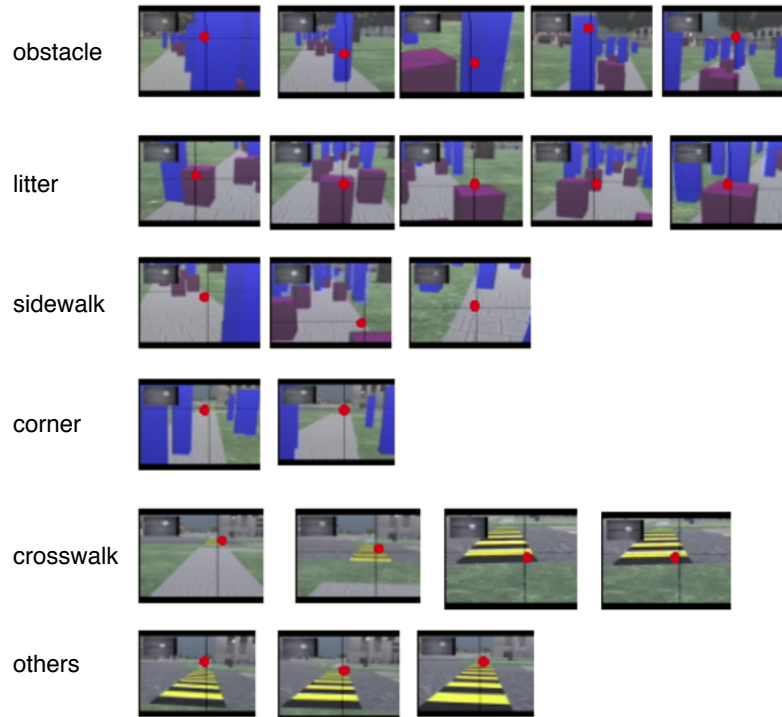 obstacle
litter
sidewalk
corner
crosswalk
others